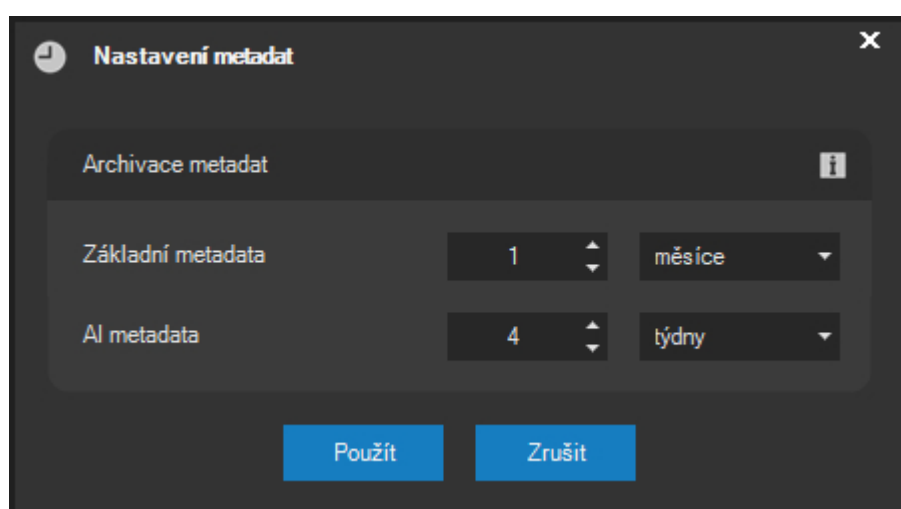 Nastavení metadat
Archivace metadat
Základní metadata 1 měsíce
AI metadata 4 týdny
Použít Zrušit